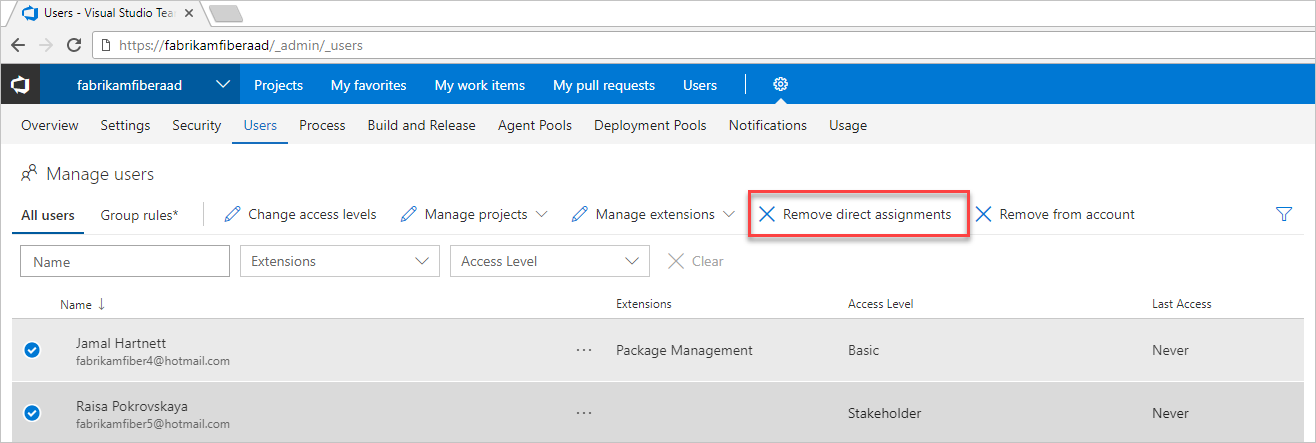 Users - Visual Studio Tea
https://fabrikamfiberaad/_admin/_users
fabrikamfiberaad Projects My favorites My work items My pull requests Users
Overview Settings Security Users Process Build and Release Agent Pools Deployment Pools Notifications Usage
Manage users
All users Group rules* Change access levels Manage projects Manage extensions Remove direct assignments Remove from account
Name Extensions Access Level Clear
Name ↓ Extensions Access Level Last Access
Jamal Hartnett
fabrikamfiber4@hotmail.com ... Package Management Basic Never
Raisa Pokrovskaya
fabrikamfiber5@hotmail.com ... Stakeholder Never